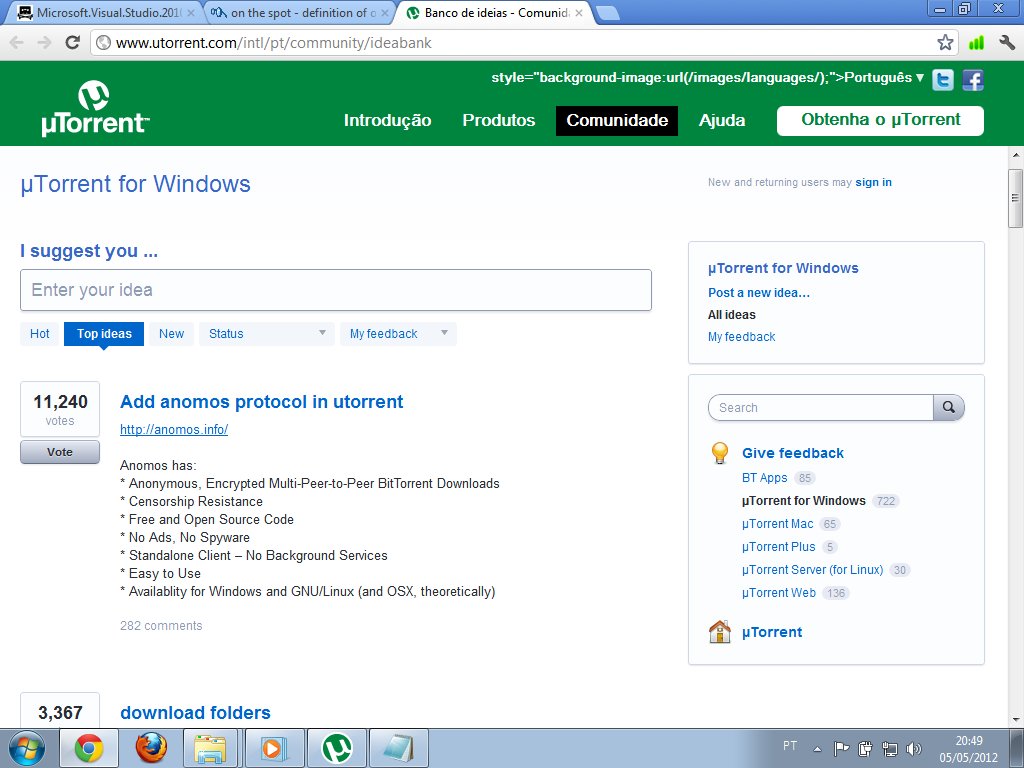 Microsoft.Visual.Studio.2010
on the spot - definition of o
Banco de ideias - Comunida
www.utorrent.com/intl/pt/community/ideabank
style="background-image:url(/images/languages/);">Português ▾
µTorrent™
Introdução
Produtos
Comunidade
Ajuda
Obtenha o µTorrent
µTorrent for Windows
New and returning users may sign in
I suggest you ...
Enter your idea
Hot
Top ideas
New
Status
My feedback
µTorrent for Windows
Post a new idea…
All ideas
My feedback
11,240
votes
Vote
Add anomos protocol in utorrent
http://anomos.info/
Anomos has:
* Anonymous, Encrypted Multi-Peer-to-Peer BitTorrent Downloads
* Censorship Resistance
* Free and Open Source Code
* No Ads, No Spyware
* Standalone Client – No Background Services
* Easy to Use
* Availablity for Windows and GNU/Linux (and OSX, theoretically)
282 comments
Search
Give feedback
BT Apps 85
µTorrent for Windows 722
µTorrent Mac 65
µTorrent Plus 5
µTorrent Server (for Linux) 30
µTorrent Web 136
µTorrent
3,367
download folders
PT
20:49
05/05/2012